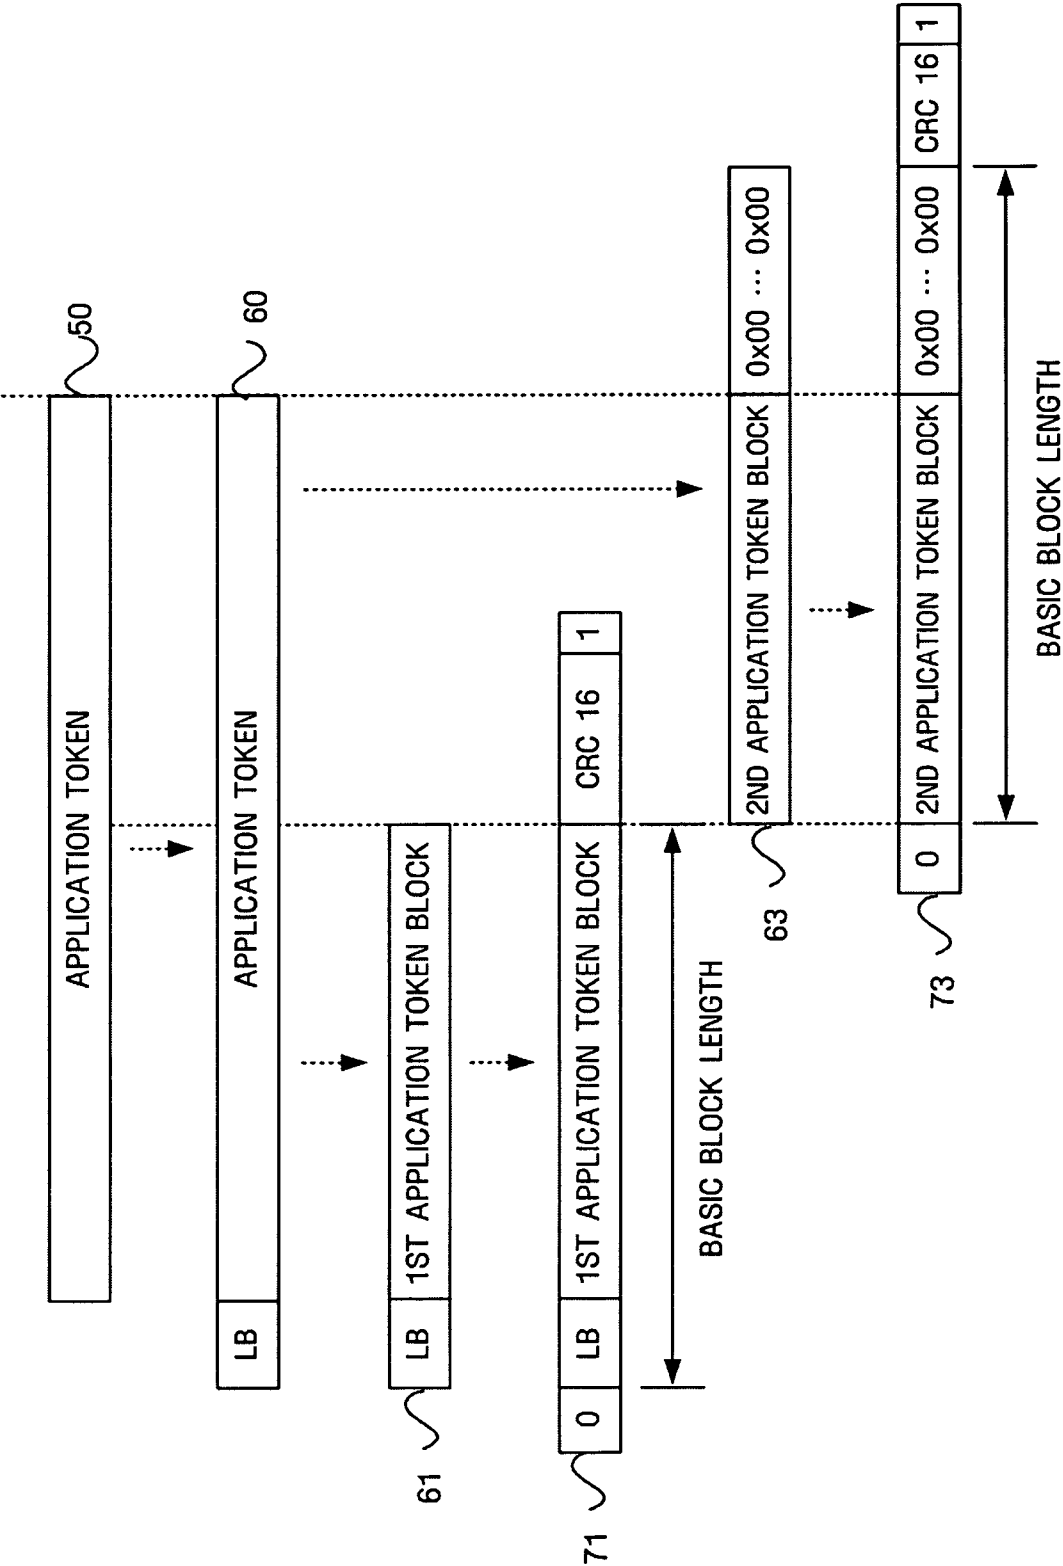 APPLICATION TOKEN
50
LB APPLICATION TOKEN
60
LB 1ST APPLICATION TOKEN BLOCK
61
0 LB 1ST APPLICATION TOKEN BLOCK CRC 16 1
71
BASIC BLOCK LENGTH
2ND APPLICATION TOKEN BLOCK 0x00 ... 0x00
63
0 2ND APPLICATION TOKEN BLOCK 0x00 ... 0x00 CRC 16 1
73
BASIC BLOCK LENGTH